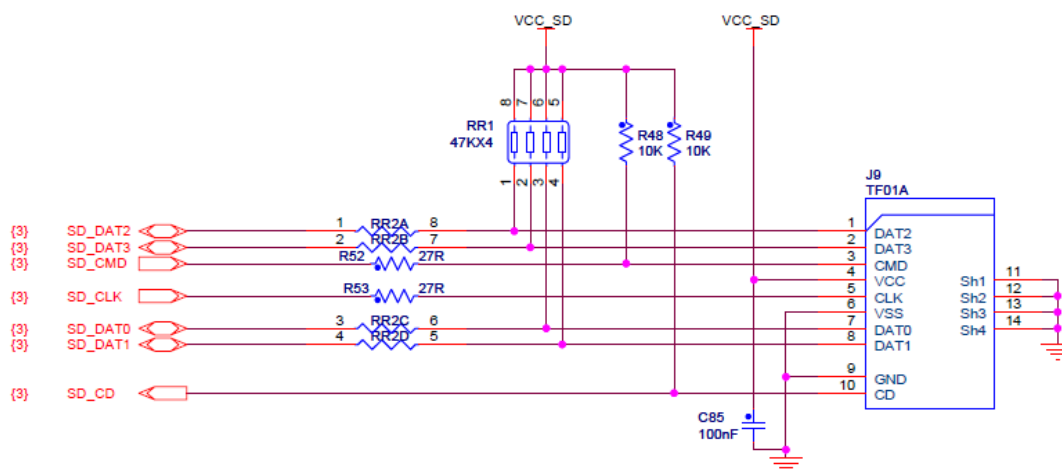 VCC_SD
VCC_SD
8 7 6 5
RR1
47KX4
R48
10K
R49
10K
1 2 3 4
J9
TF01A
{3} SD_DAT2 1 RR2A 8 1 DAT2
{3} SD_DAT3 2 RR2B 7 2 DAT3
{3} SD_CMD R52 27R 3 CMD
4 VCC Sh1 11
{3} SD_CLK R53 27R 5 CLK Sh2 12
6 VSS Sh3 13
{3} SD_DAT0 3 RR2C 6 7 DAT0 Sh4 14
{3} SD_DAT1 4 RR2D 5 8 DAT1
9 GND
{3} SD_CD 10 CD
C85
100nF